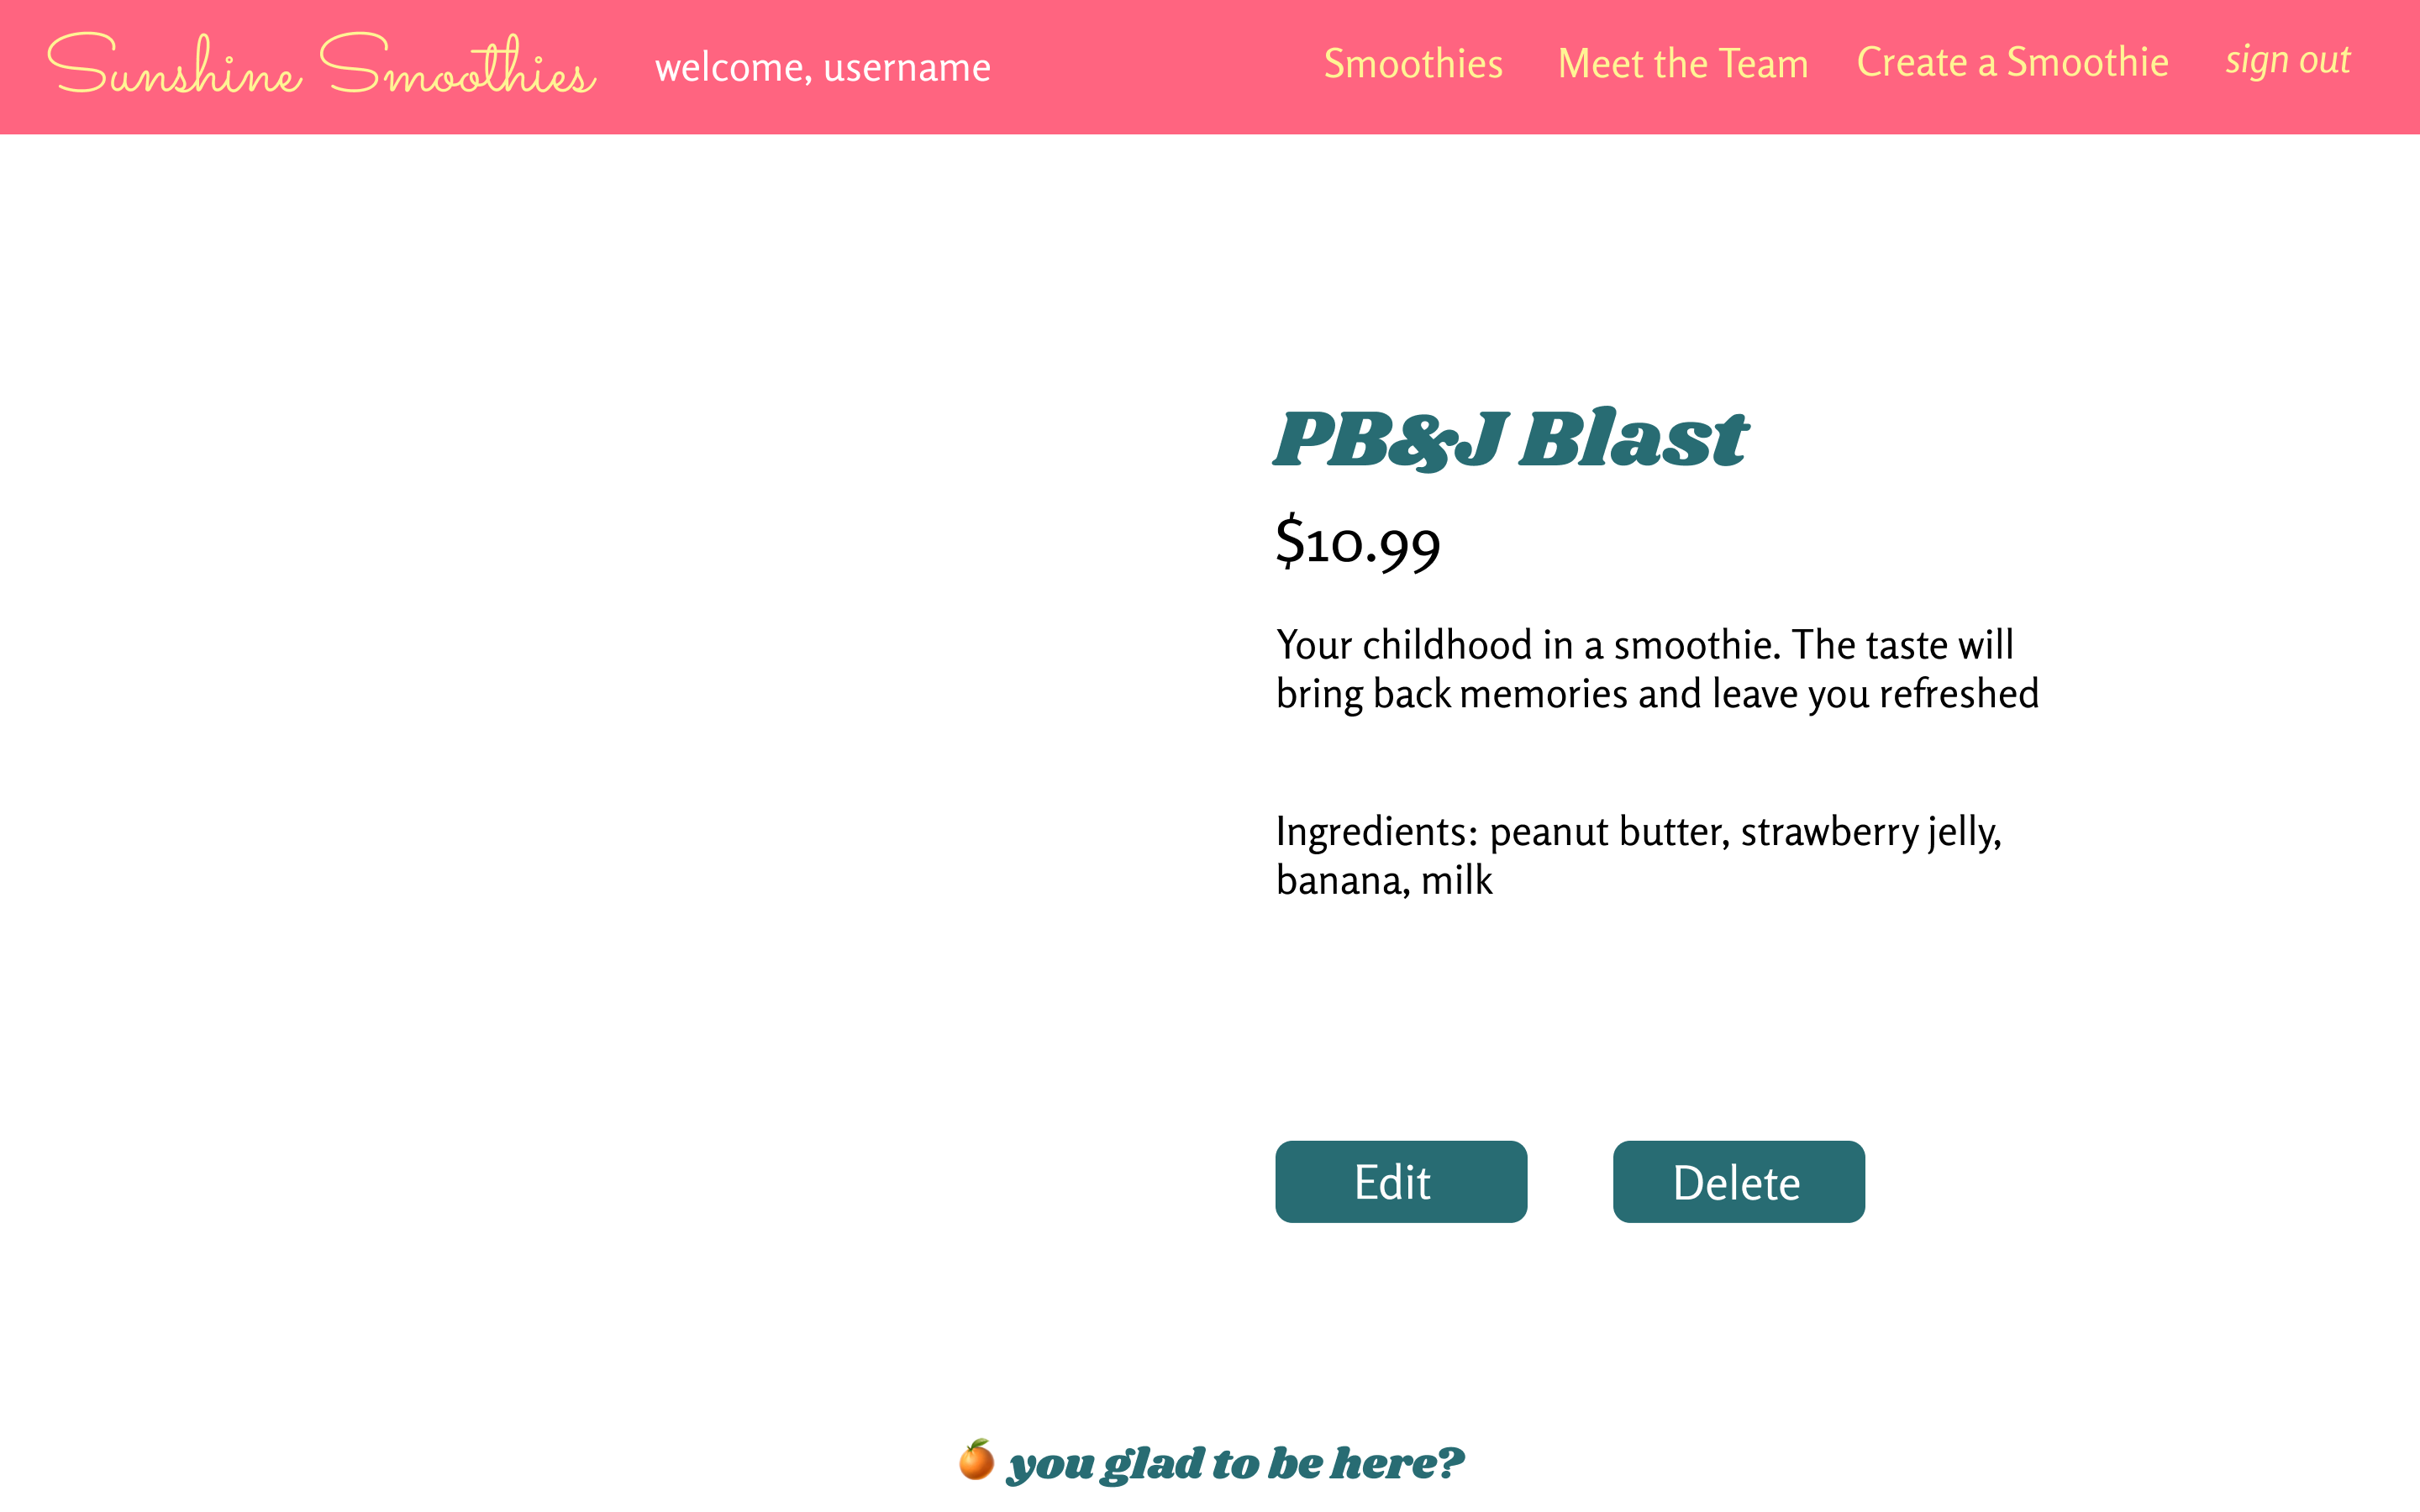 Sunshine Smoothies welcome, username Smoothies Meet the Team Create a Smoothie sign out
PB&J Blast
$10.99
Your childhood in a smoothie. The taste will
bring back memories and leave you refreshed
Ingredients: peanut butter, strawberry jelly,
banana, milk
Edit Delete
🍊 you glad to be here?